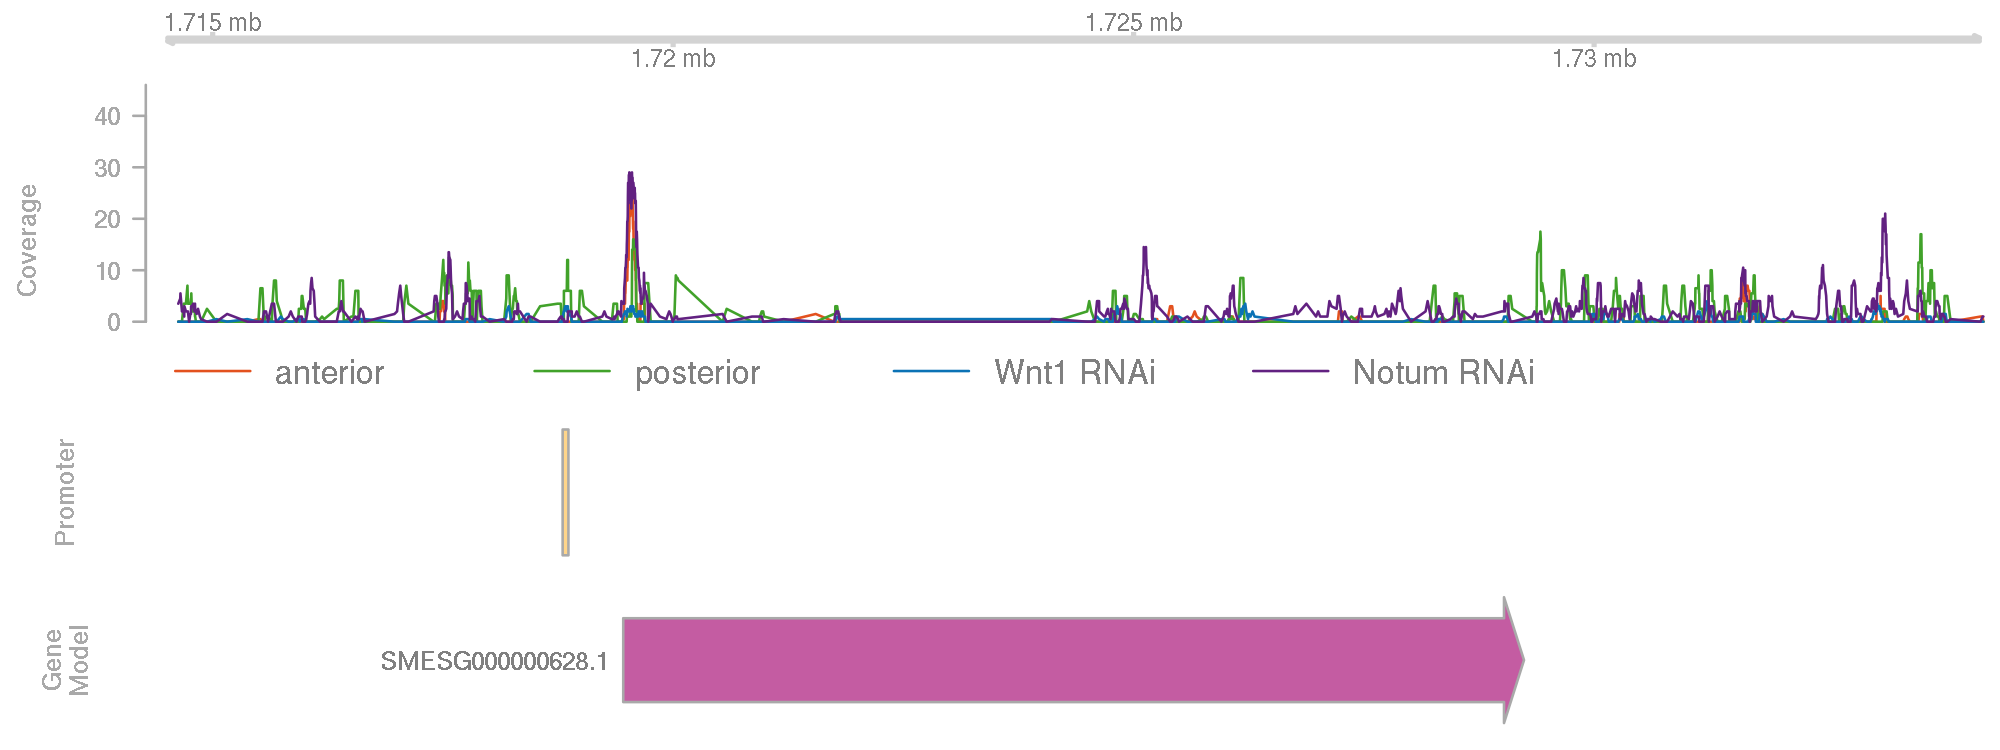 1.715 mb
1.725 mb
1.72 mb
1.73 mb
Coverage
40
30
20
10
0
anterior
posterior
Wnt1 RNAi
Notum RNAi
Promoter
Gene
Model
SMESG000000628.1